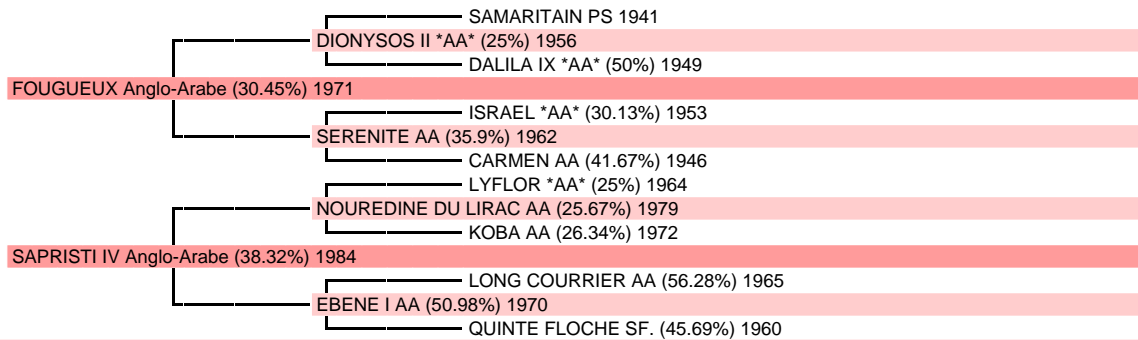 SAMARITAIN PS 1941
DIONYSOS II *AA* (25%) 1956
DALILA IX *AA* (50%) 1949
FOUGUEUX Anglo-Arabe (30.45%) 1971
ISRAEL *AA* (30.13%) 1953
SERENITE AA (35.9%) 1962
CARMEN AA (41.67%) 1946
LYFLOR *AA* (25%) 1964
NOUREDINE DU LIRAC AA (25.67%) 1979
KOBA AA (26.34%) 1972
SAPRISTI IV Anglo-Arabe (38.32%) 1984
LONG COURRIER AA (56.28%) 1965
EBENE I AA (50.98%) 1970
QUINTE FLOCHE SF. (45.69%) 1960